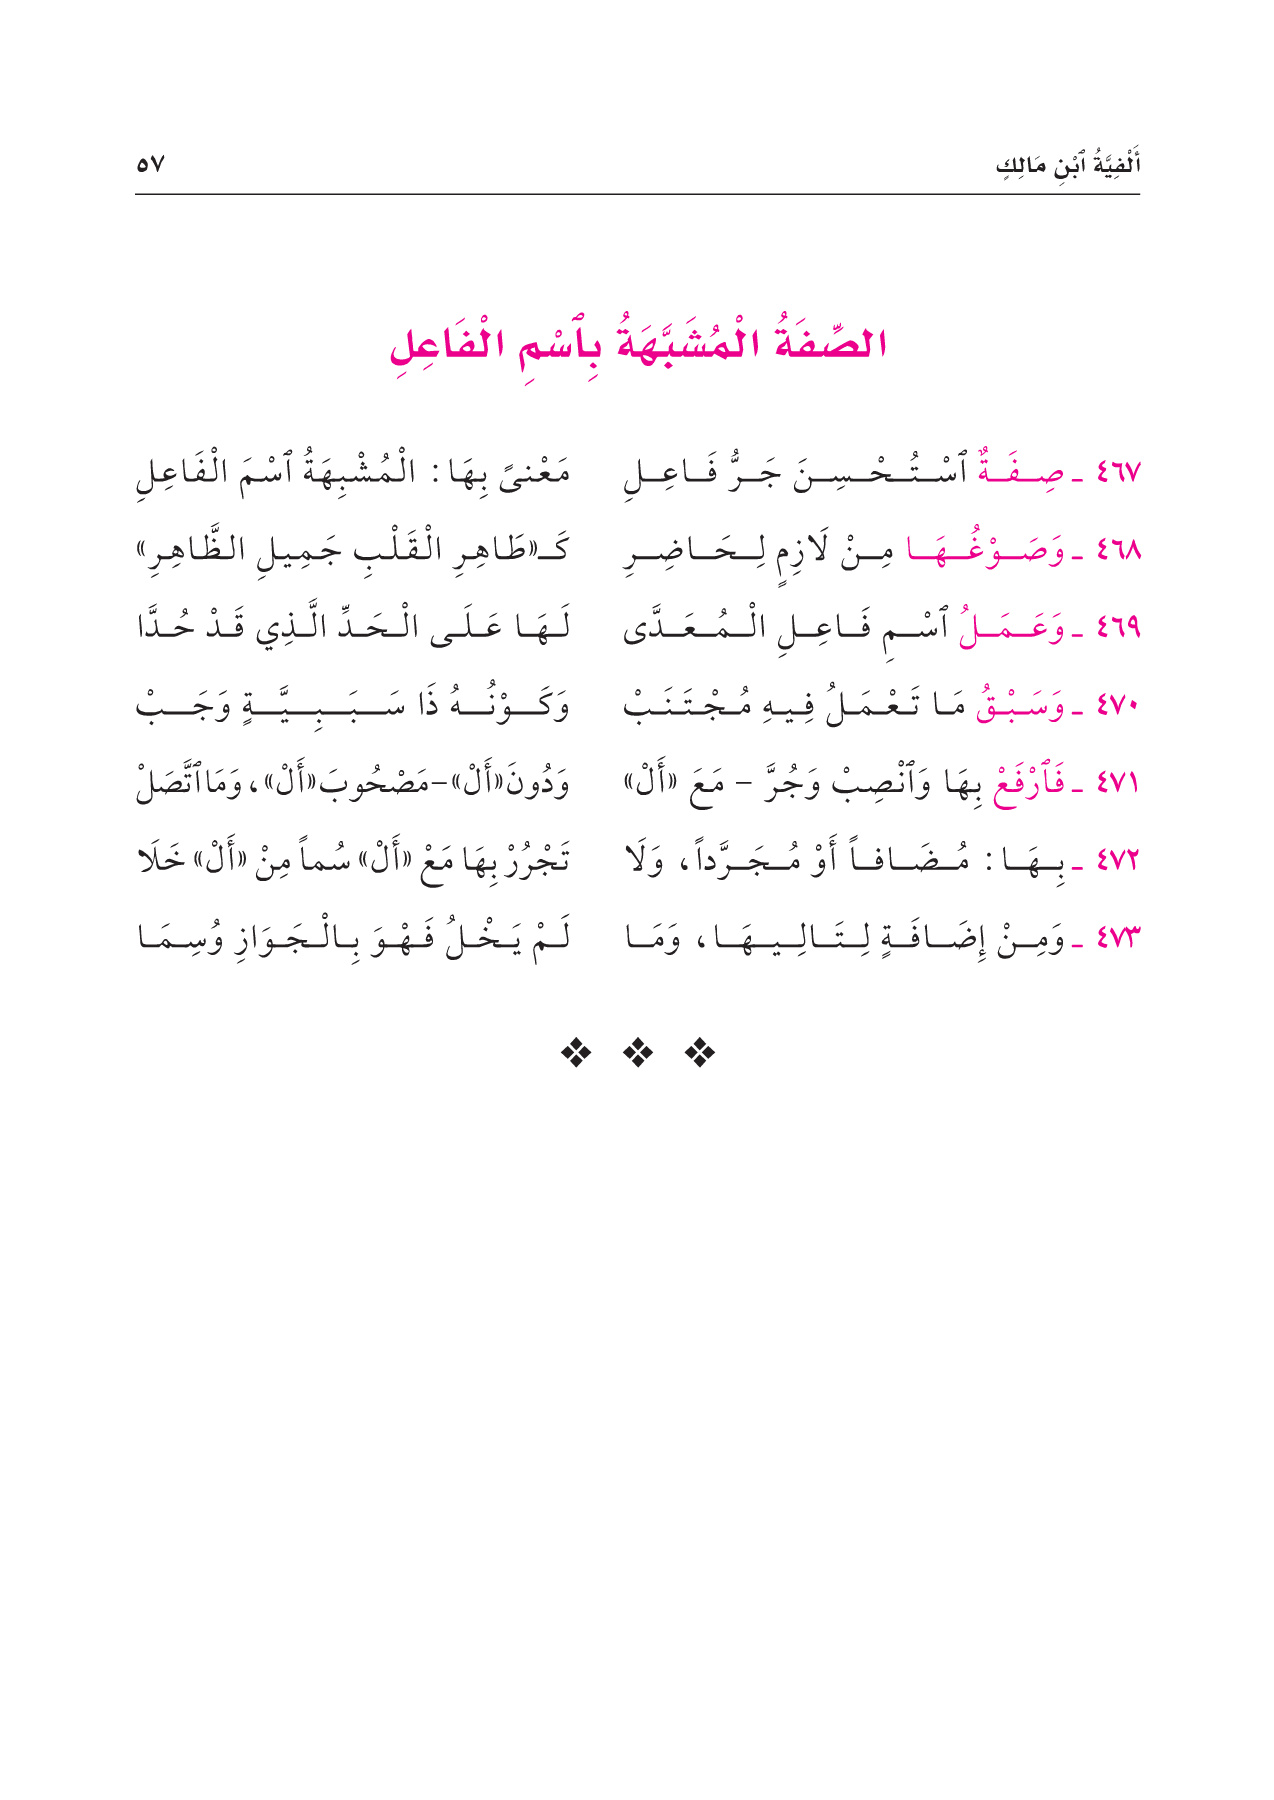 أَلْفِيَّةُ ٱبْنِ مَالِكٍ ٥٧
الصِّفَةُ الْمُشَبَّهَةُ بِٱسْمِ الْفَاعِلِ
٤٦٧ - صِفَةٌ ٱسْتُحْسِنَ جَرُّ فَاعِلِ مَعْنىً بِهَا: الْمُشْبِهَةُ ٱسْمَ الْفَاعِلِ
٤٦٨ - وَصَوْغُهَا مِنْ لَازِمٍ لِحَاضِرِ كَـ«طَاهِرِ الْقَلْبِ جَمِيلِ الظَّاهِرِ»
٤٦٩ - وَعَمَلُ ٱسْمِ فَاعِلِ الْمُعَدَّى لَهَا عَلَى الْحَدِّ الَّذِي قَدْ حُدَّا
٤٧٠ - وَسَبْقُ مَا تَعْمَلُ فِيهِ مُجْتَنَبْ وَكَوْنُهُ ذَا سَبَبِيَّةٍ وَجَبْ
٤٧١ - فَٱرْفَعْ بِهَا وَٱنْصِبْ وَجُرَّ - مَعَ «أَلْ» وَدُونَ «أَلْ» - مَصْحُوبَ «أَلْ»، وَمَا ٱتَّصَلْ
٤٧٢ - بِهَا: مُضَافاً أَوْ مُجَرَّداً، وَلَا تَجْرُرْ بِهَا مَعْ «أَلْ» سُماً مِنْ «أَلْ» خَلَا
٤٧٣ - وَمِنْ إِضَافَةٍ لِتَالِيهَا، وَمَا لَمْ يَخْلُ فَهْوَ بِالْجَوَازِ وُسِمَا